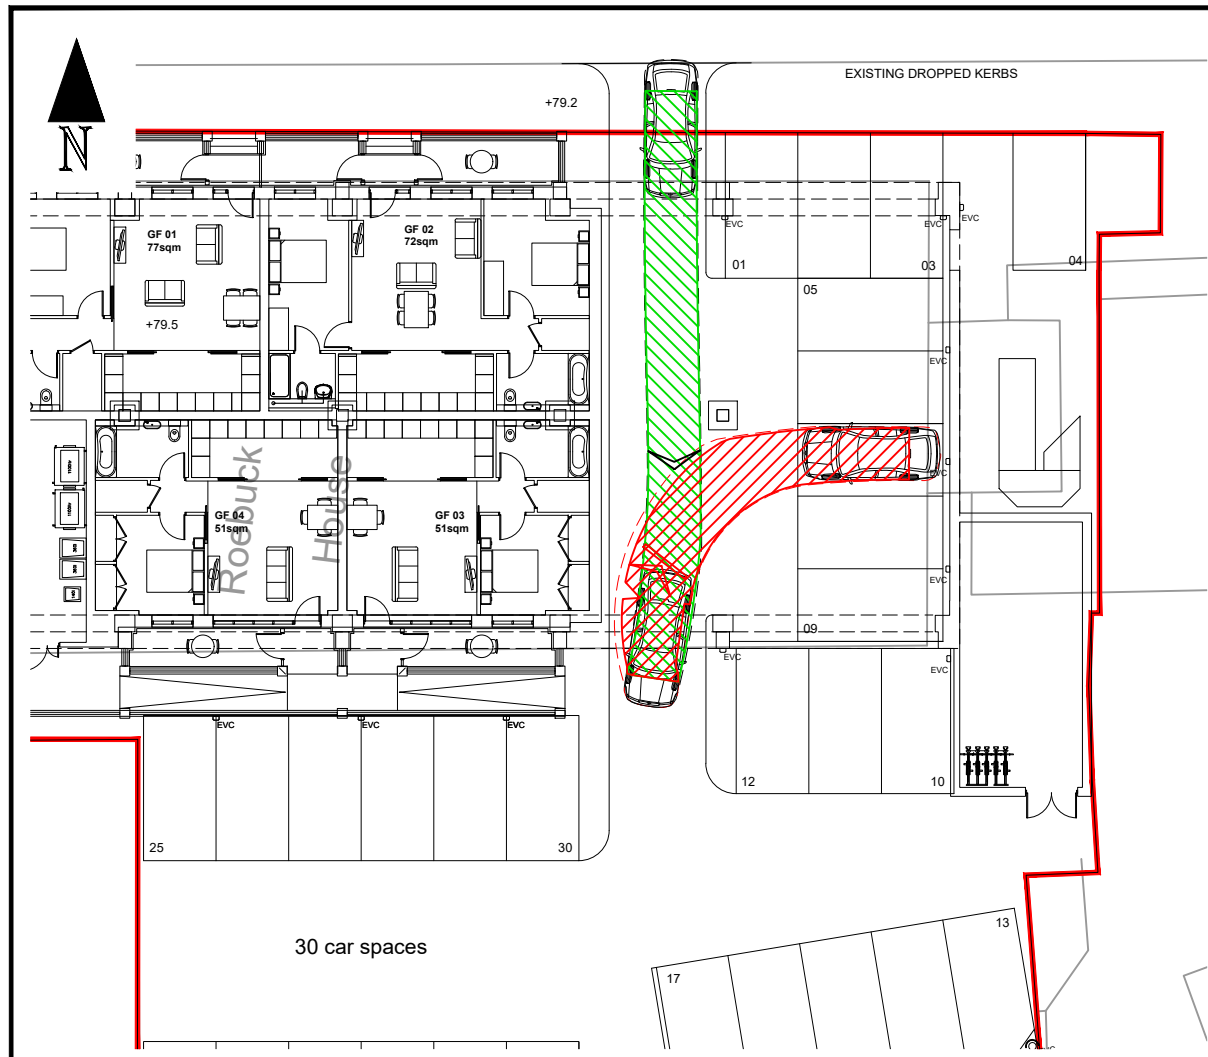 EXISTING DROPPED KERBS
+79.2
N
GF 01
77sqm
GF 02
72sqm
EVC
EVC
EVC
01
03
04
05
+79.5
EVC
EVC
Roebuck
House
GF 04
51sqm
GF 03
51sqm
EVC
09
EVC
EVC
EVC
EVC
EVC
12
10
25
30
30 car spaces
13
17